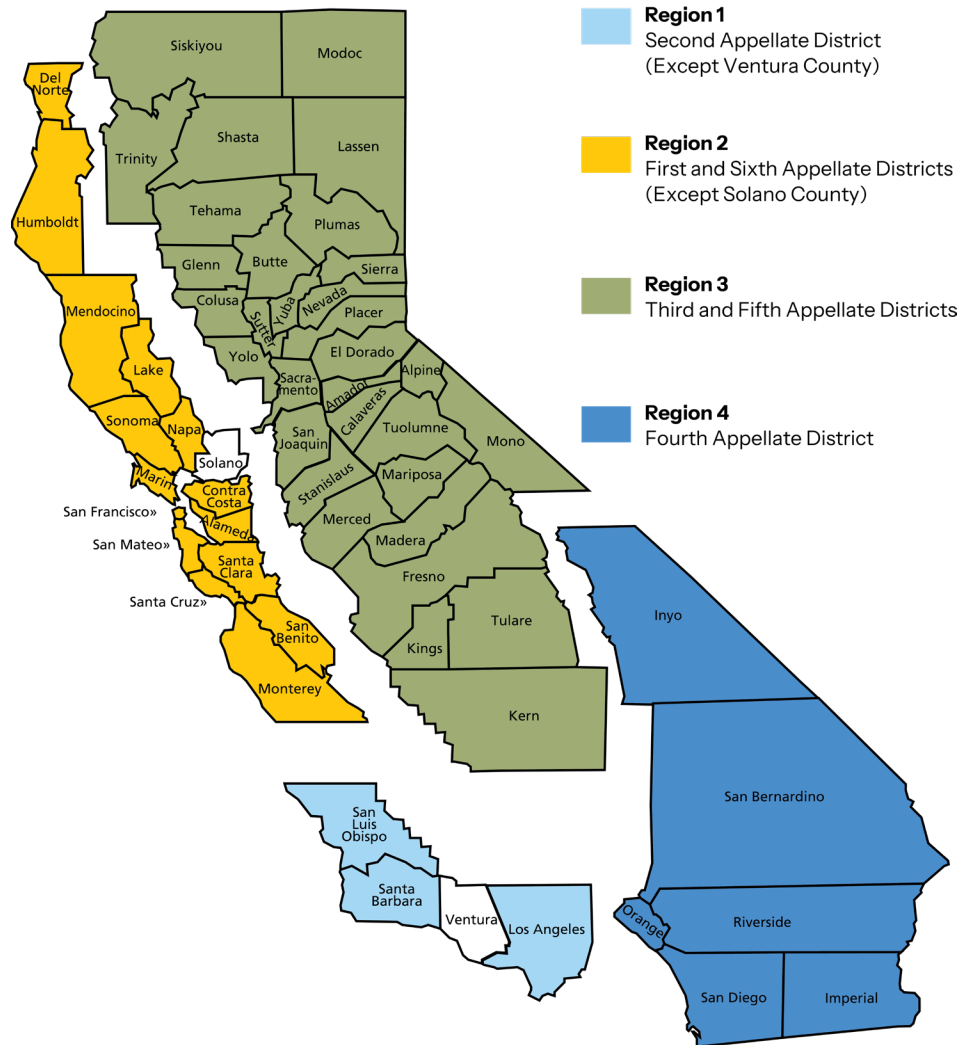 Region 1
Second Appellate District
(Except Ventura County)
Region 2
First and Sixth Appellate Districts
(Except Solano County)
Region 3
Third and Fifth Appellate Districts
Region 4
Fourth Appellate District
Siskiyou
Modoc
Del
Norte
Shasta
Lassen
Trinity
Humboldt
Tehama
Plumas
Glenn
Butte
Sierra
Colusa
Yuba
Nevada
Mendocino
Sutter
Placer
Yolo
El Dorado
Lake
Sacra-
mento
Amador
Alpine
Calaveras
Sonoma
Napa
San
Joaquin
Tuolumne
Mono
Solano
Marin
Stanislaus
Mariposa
Contra
Costa
San Francisco»
Alameda
Merced
San Mateo»
Madera
Santa
Clara
Fresno
Santa Cruz»
San
Benito
Kings
Tulare
Inyo
Monterey
Kern
San
Luis
Obispo
San Bernardino
Santa
Barbara
Ventura
Los Angeles
Orange
Riverside
San Diego
Imperial